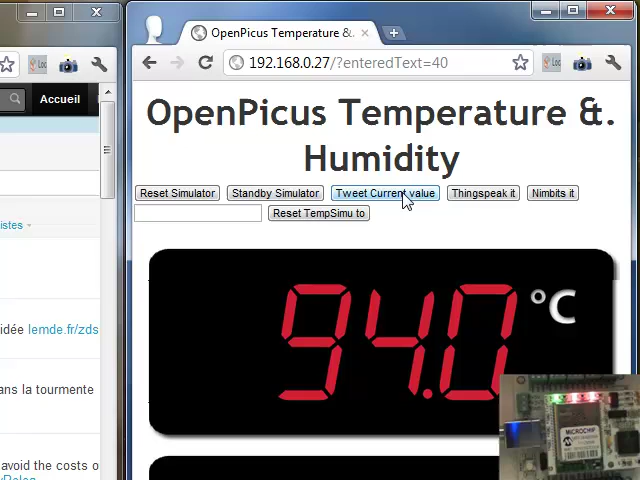 OpenPicus Temperature &.
192.168.0.27/?enteredText=40
Accueil
OpenPicus Temperature &.
Humidity
Reset Simulator
Standby Simulator
Tweet Current value
Thingspeak it
Nimbits it
Reset TempSimu to
istes
94.0 °C
idée lemde.fr/zds
ans la tourmente
avoid the costs o
MICROCHIP